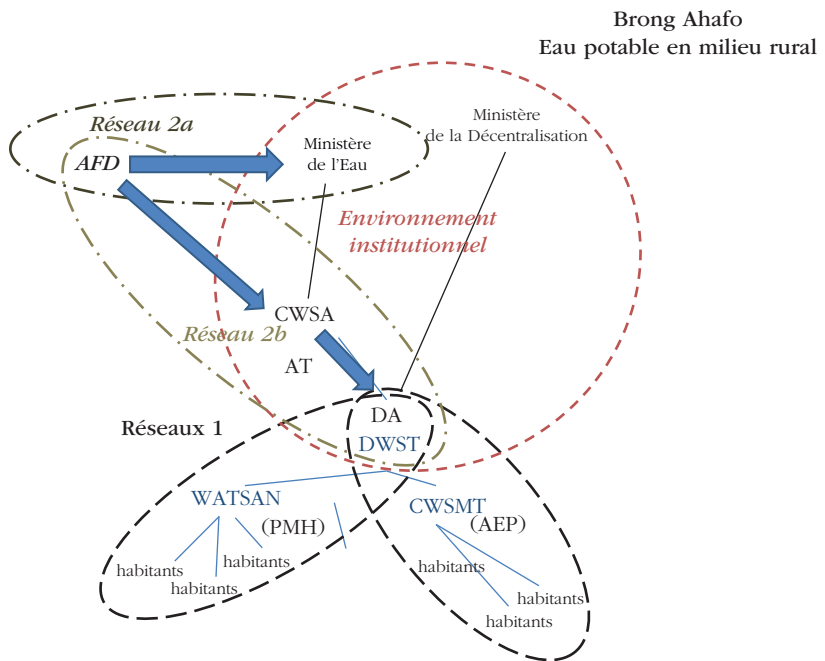 Brong Ahafo
Eau potable en milieu rural
Réseau 2a
AFD
Ministère
de l'Eau
Ministère
de la Décentralisation
Environnement
institutionnel
CWSA
Réseau 2b
AT
Réseaux 1
DA
DWST
WATSAN
(PMH)
CWSMT
(AEP)
habitants
habitants
habitants
habitants
habitants
habitants